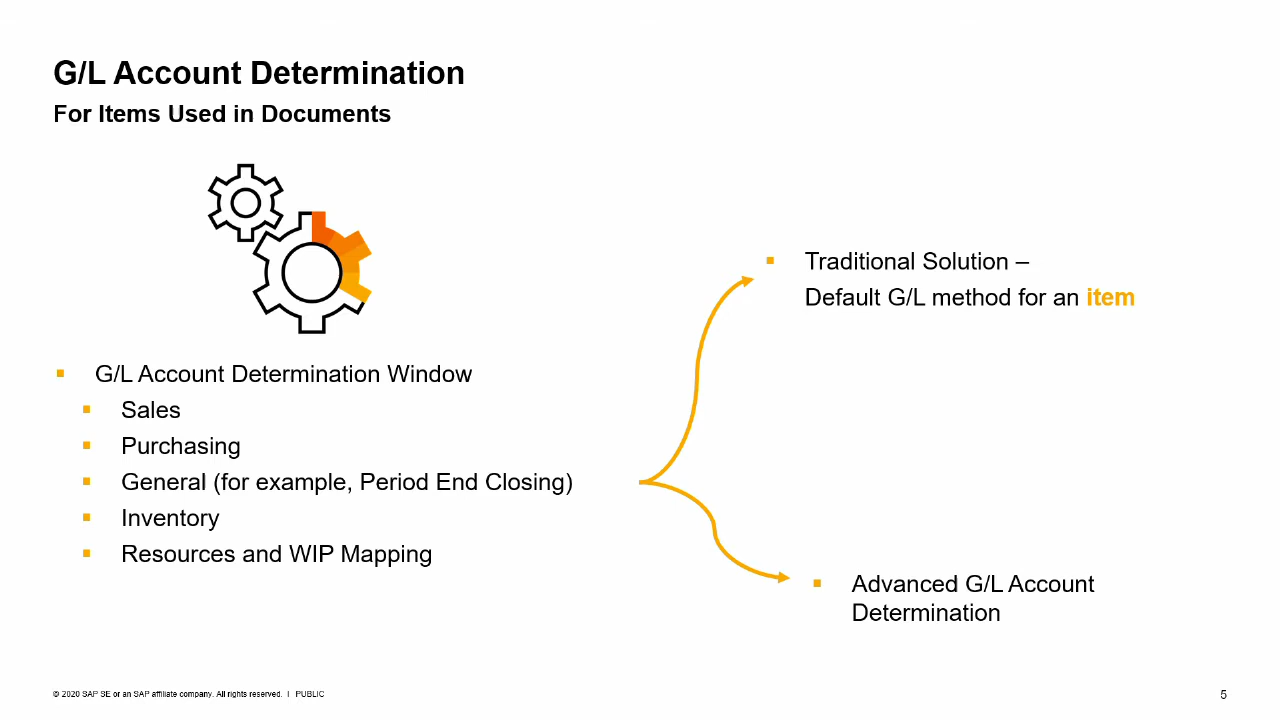 G/L Account Determination
For Items Used in Documents
▪ G/L Account Determination Window
▪ Sales
▪ Purchasing
▪ General (for example, Period End Closing)
▪ Inventory
▪ Resources and WIP Mapping
▪ Traditional Solution –
Default G/L method for an item
▪ Advanced G/L Account
Determination
© 2020 SAP SE or an SAP affiliate company. All rights reserved. I PUBLIC
5